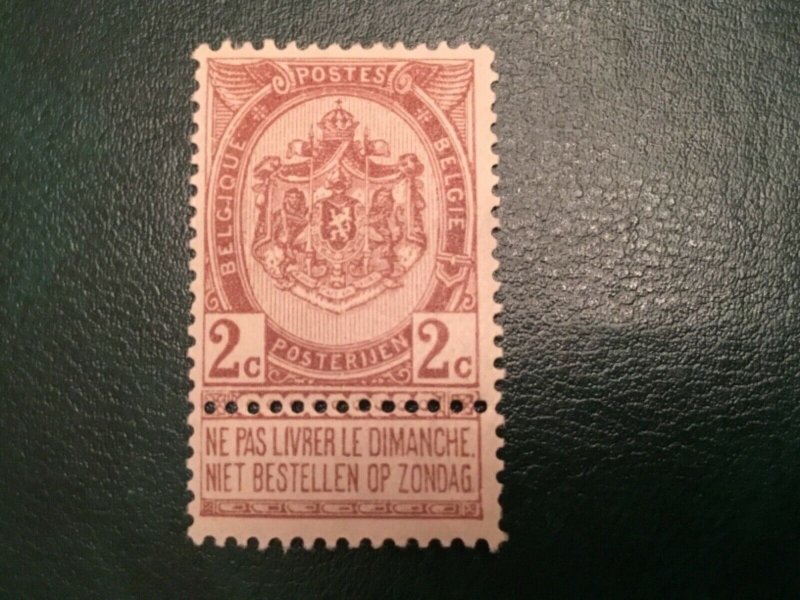 POSTES
BELGIQUE
BELGIE
2c
POSTERIJEN
2c
NE PAS LIVRER LE DIMANCHE.
NIET BESTELLEN OP ZONDAG